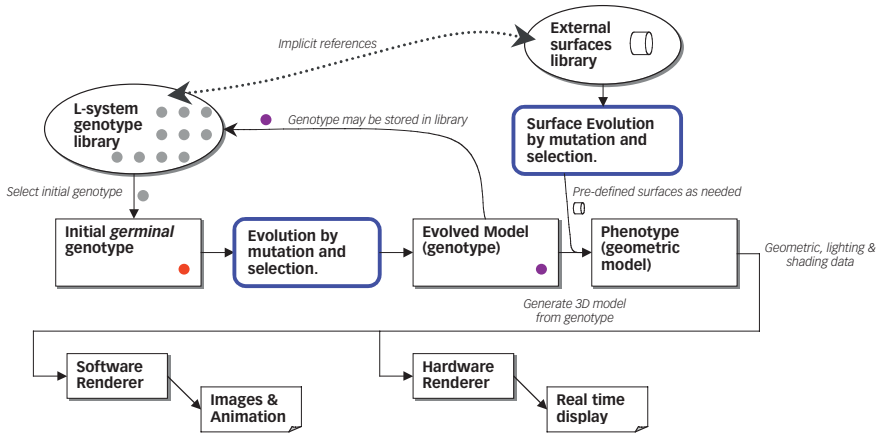 Implicit references
External
surfaces
library
L-system
genotype
library
Genotype may be stored in library
Surface Evolution
by mutation and
selection.
Select initial genotype
Pre-defined surfaces as needed
Initial germinal
genotype
Evolution by
mutation and
selection.
Evolved Model
(genotype)
Phenotype
(geometric
model)
Geometric, lighting &
shading data
Generate 3D model
from genotype
Software
Renderer
Images &
Animation
Hardware
Renderer
Real time
display